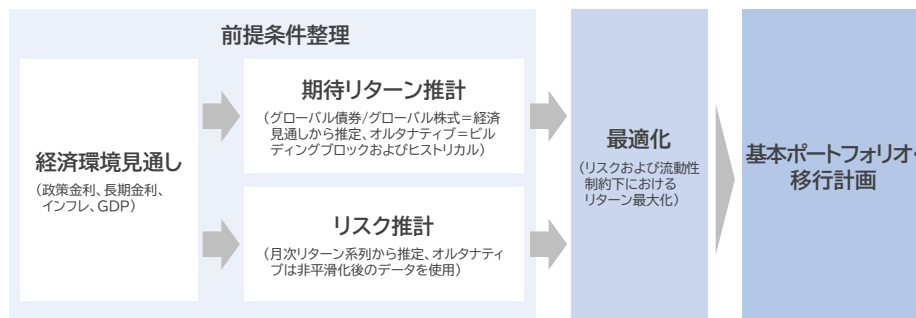 前提条件整理
経済環境見通し
（政策金利、長期金利、
インフレ、GDP）
期待リターン推計
（グローバル債券/グローバル株式＝経済
見通しから推定、オルタナティブ＝ビル
ディングブロックおよびヒストリカル）
リスク推計
（月次リターン系列から推定、オルタナティ
ブは非平滑化後のデータを使用）
最適化
（リスクおよび流動性
制約下における
リターン最大化）
基本ポートフォリオ・
移行計画